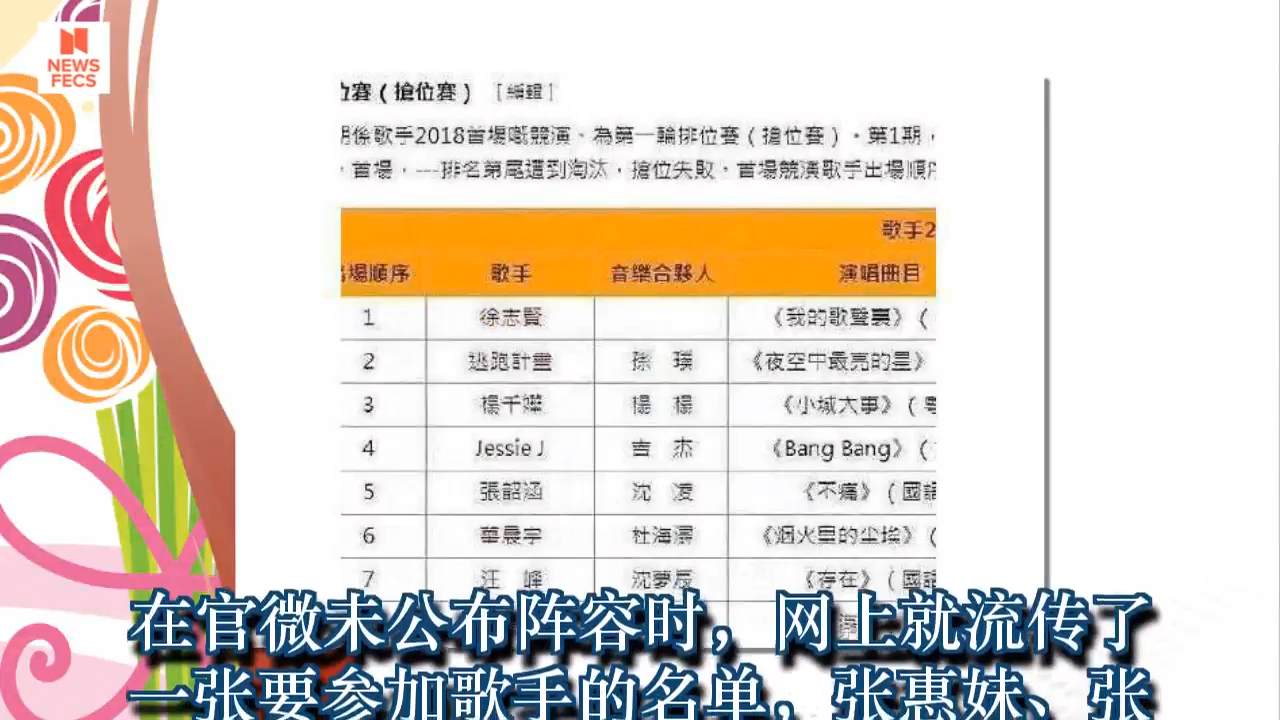 NEWS
FECS
位賽（搶位賽） [編輯]
期係歌手2018首場嘅競演、為第一輪排位賽（搶位賽）。第1期，
，首場，---排名第尾遭到淘汰，搶位失敗。首場競演歌手出場順序
歌手2
出場順序 歌手 音樂合夥人 演唱曲目
1 徐志賢 《我的歌聲裏》（
2 逃跑計畫 孫 璞 《夜空中最亮的星》
3 楊千嬅 楊 樾 《小城大事》（粵
4 Jessie J 吉 杰 《Bang Bang》（
5 張韶涵 沈 凌 《不痛》（國語
6 華晨宇 杜海濤 《烟火里的尘埃》（
7 汪 峰 沈夢辰 《存在》（國語
在官微未公布阵容时，网上就流传了
一张要参加歌手的名单，张惠妹、张